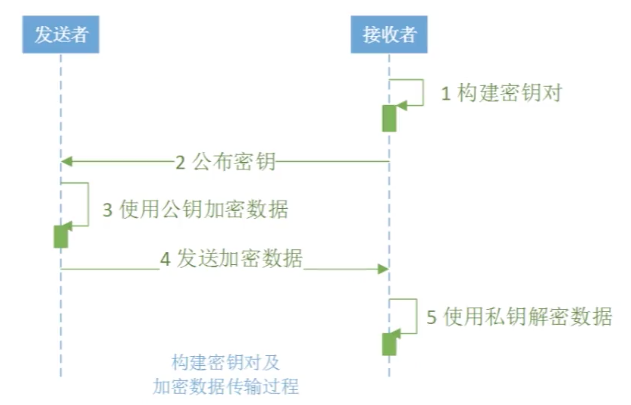 发送者
接收者
1 构建密钥对
2 公布密钥
3 使用公钥加密数据
4 发送加密数据
5 使用私钥解密数据
构建密钥对及
加密数据传输过程